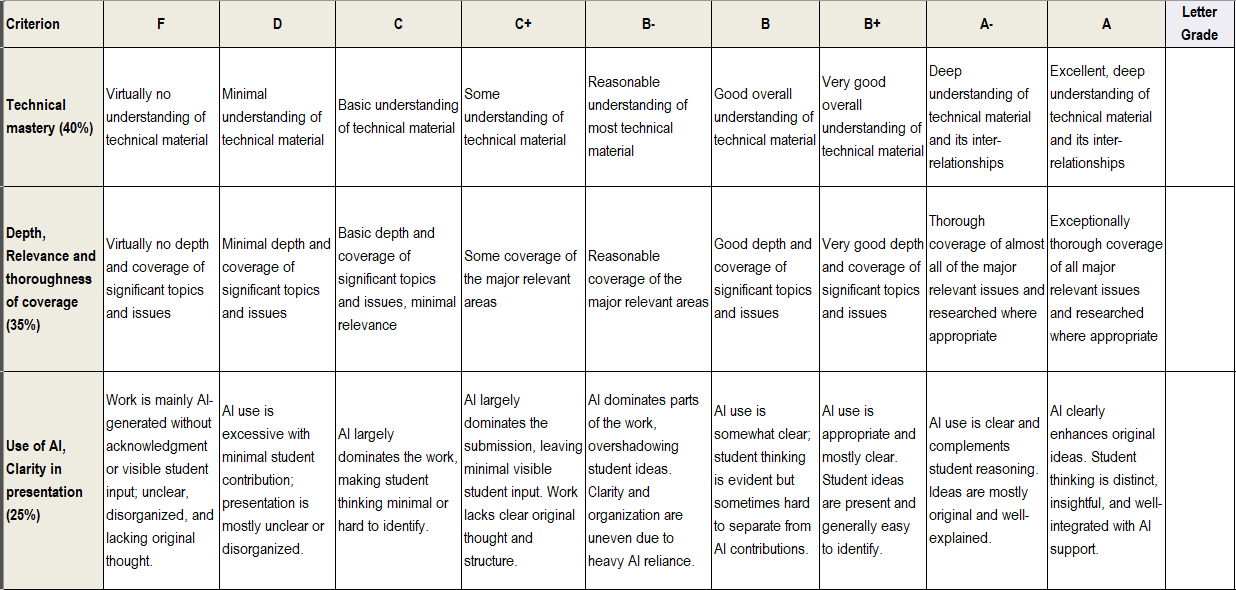 Criterion
F
D
C
C+
B-
B
B+
A-
A
Letter
Grade
Technical
mastery (40%)
Virtually no
understanding of
technical material
Minimal
understanding of
technical material
Basic understanding
of technical material
Some
understanding of
technical material
Reasonable
understanding of
most technical
material
Good overall
understanding of
technical material
Very good
overall
understanding of
technical material
Deep
understanding of
technical material
and its inter-
relationships
Excellent, deep
understanding of
technical material
and its inter-
relationships
Depth,
Relevance and
thoroughness
of coverage
(35%)
Virtually no depth
and coverage of
significant topics
and issues
Minimal depth and
coverage of
significant topics
and issues
Basic depth and
coverage of
significant topics
and issues, minimal
relevance
Some coverage of
the major relevant
areas
Reasonable
coverage of the
major relevant areas
Good depth and
coverage of
significant topics
and issues
Very good depth
and coverage of
significant topics
and issues
Thorough
coverage of almost
all of the major
relevant issues and
researched where
appropriate
Exceptionally
thorough coverage
of all major
relevant issues
and researched
where appropriate
Use of AI,
Clarity in
presentation
(25%)
Work is mainly AI-
generated without
acknowledgment
or visible student
input; unclear,
disorganized, and
lacking original
thought.
AI use is
excessive with
minimal student
contribution;
presentation is
mostly unclear or
disorganized.
AI largely
dominates the work,
making student
thinking minimal or
hard to identify.
AI largely
dominates the
submission, leaving
minimal visible
student input. Work
lacks clear original
thought and
structure.
AI dominates parts
of the work,
overshadowing
student ideas.
Clarity and
organization are
uneven due to
heavy AI reliance.
AI use is
somewhat clear;
student thinking
is evident but
sometimes hard
to separate from
AI contributions.
AI use is
appropriate and
mostly clear.
Student ideas
are present and
generally easy
to identify.
AI use is clear and
complements
student reasoning.
Ideas are mostly
original and well-
explained.
AI clearly
enhances original
ideas. Student
thinking is distinct,
insightful, and well-
integrated with AI
support.